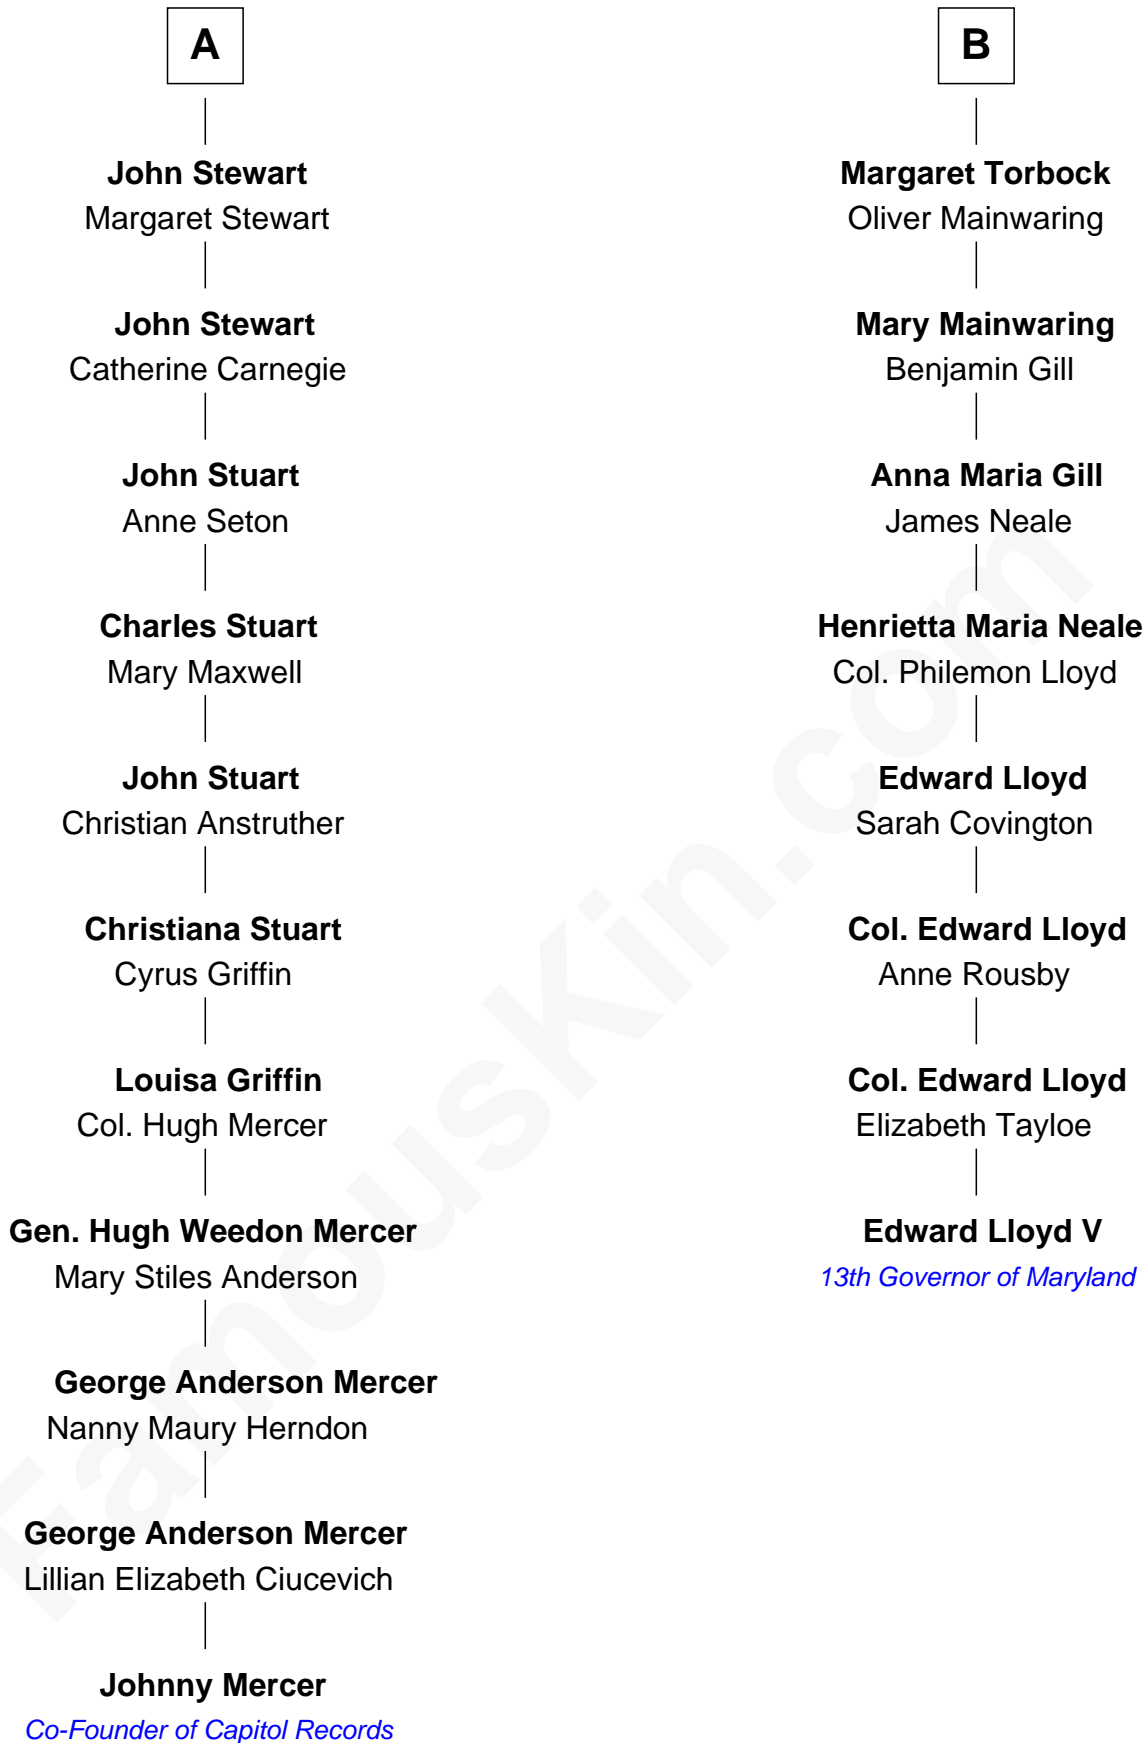 A
John Stewart
Margaret Stewart
John Stewart
Catherine Carnegie
John Stuart
Anne Seton
Charles Stuart
Mary Maxwell
John Stuart
Christian Anstruther
Christiana Stuart
Cyrus Griffin
Louisa Griffin
Col. Hugh Mercer
Gen. Hugh Weedon Mercer
Mary Stiles Anderson
George Anderson Mercer
Nanny Maury Herndon
George Anderson Mercer
Lillian Elizabeth Ciucevich
Johnny Mercer
Co-Founder of Capitol Records
B
Margaret Torbock
Oliver Mainwaring
Mary Mainwaring
Benjamin Gill
Anna Maria Gill
James Neale
Henrietta Maria Neale
Col. Philemon Lloyd
Edward Lloyd
Sarah Covington
Col. Edward Lloyd
Anne Rousby
Col. Edward Lloyd
Elizabeth Tayloe
Edward Lloyd V
13th Governor of Maryland
FamousKin.com